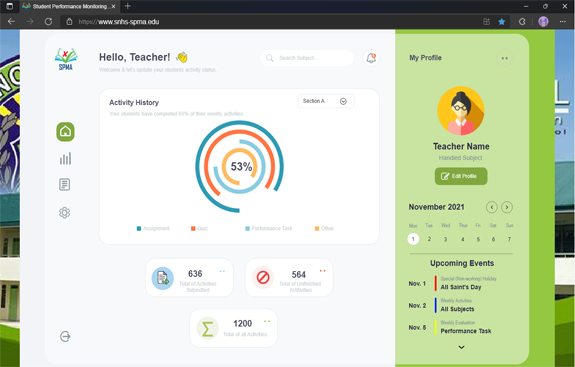 Student Performance Monitoring...
https://www.snhs-spma.edu
SPMA
Hello, Teacher!
Welcome & let's update your students activity status
Search Subject...
Activity History
Your Students have completed 53% of their weekly activities
Section A
53%
Assignment
Quiz
Performance Task
Other
636
Total of Activities
Submitted
564
Total of Unfinished
Activities
1200
Total of all Activities
My Profile
Teacher Name
Handled Subject
Edit Profile
November 2021
Mon Tue Wed Thu Fri Sat Sun
1 2 3 4 5 6 7
Upcoming Events
Nov. 1
Special (Non-working) Holiday
All Saint's Day
Nov. 2
Weekly Activities
All Subjects
Nov. 5
Weekly Evaluation
Performance Task